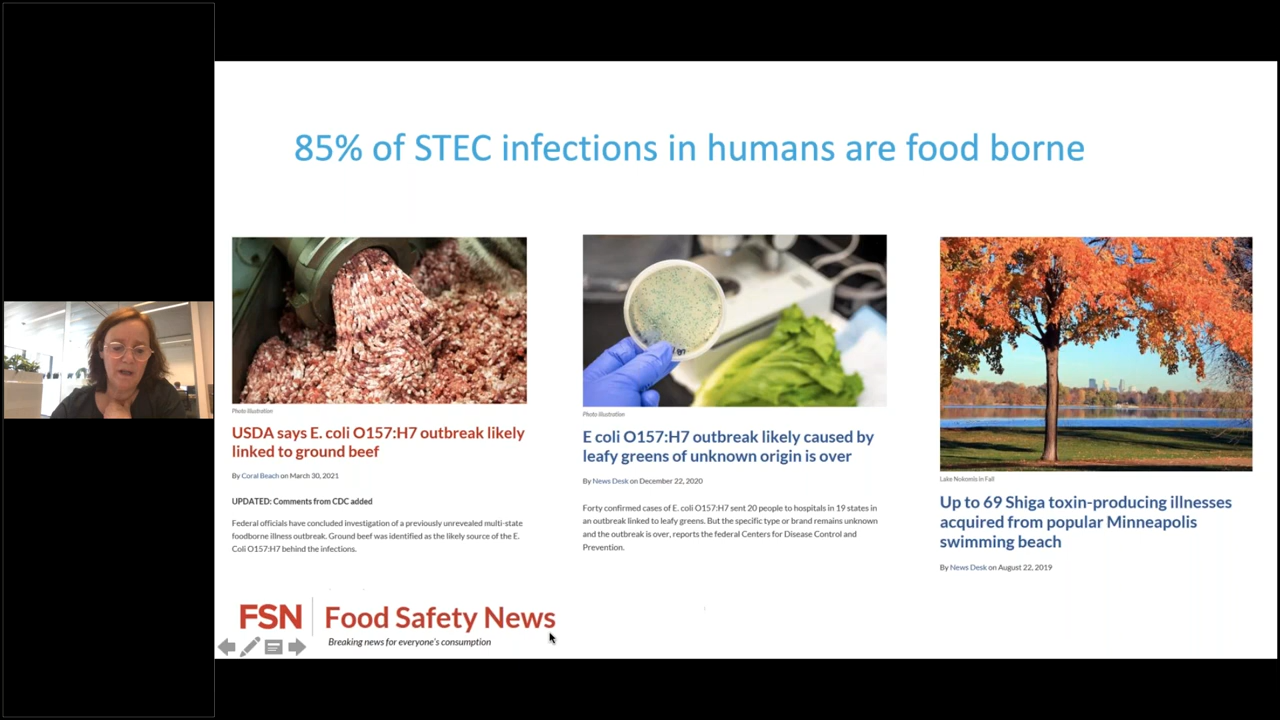 85% of STEC infections in humans are food borne
Photo Illustration
USDA says E. coli O157:H7 outbreak likely
linked to ground beef
By Coral Beach on March 30, 2021
UPDATED: Comments from CDC added
Federal officials have concluded investigation of a previously unrevealed multi-state
foodborne illness outbreak. Ground beef was identified as the likely source of the E.
Coli O157:H7 behind the infections.
Photo Illustration
E coli O157:H7 outbreak likely caused by
leafy greens of unknown origin is over
By News Desk on December 22, 2020
Forty confirmed cases of E. coli O157:H7 sent 20 people to hospitals in 19 states in
an outbreak linked to leafy greens. But the specific type or brand remains unknown
and the outbreak is over, reports the federal Centers for Disease Control and
Prevention.
Lake Nokomis in Fall
Up to 69 Shiga toxin-producing illnesses
acquired from popular Minneapolis
swimming beach
By News Desk on August 22, 2019
FSN Food Safety News
Breaking news for everyone's consumption